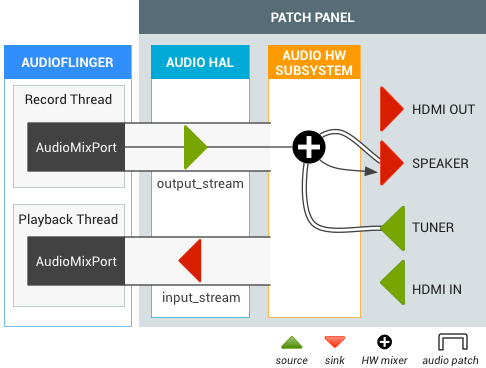 PATCH PANEL
AUDIOFLINGER
AUDIO HAL
AUDIO HW
SUBSYSTEM
Record Thread
AudioMixPort
output_stream
Playback Thread
AudioMixPort
input_stream
HDMI OUT
SPEAKER
TUNER
HDMI IN
source
sink
HW mixer
audio patch